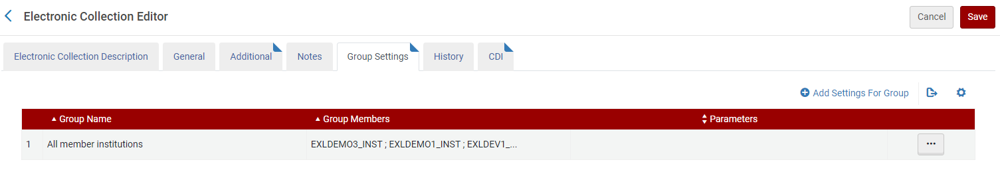 Electronic Collection Editor
Cancel
Save
Electronic Collection Description
General
Additional
Notes
Group Settings
History
CDI
Add Settings For Group
Group Name
Group Members
Parameters
1
All member institutions
EXLDEMO3_INST ; EXLDEMO1_INST ; EXLDEV1_...